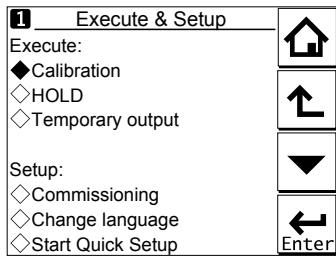 1 Execute & Setup
Execute:
◆Calibration
◇HOLD
◇Temporary output
Setup:
◇Commissioning
◇Change language
◇Start Quick Setup
Enter